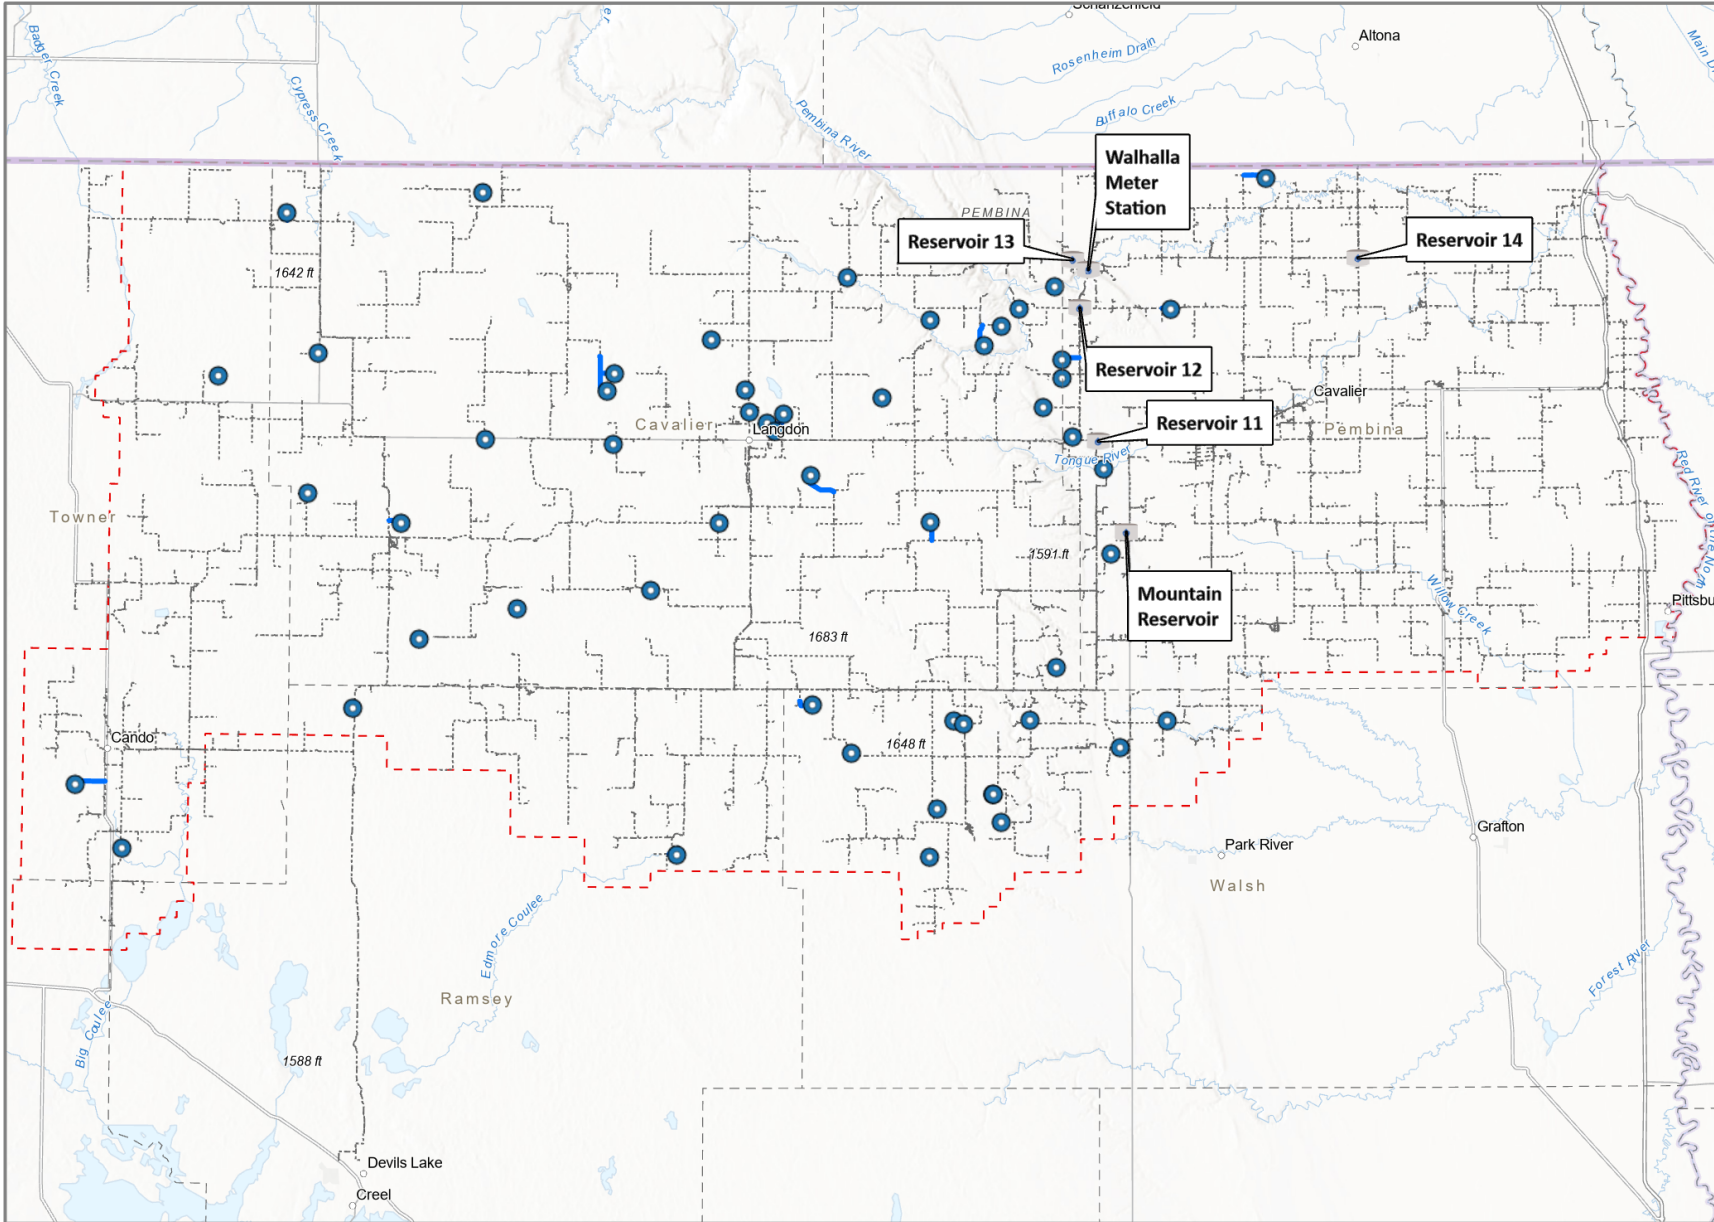 Schanzenfeld
Altona
Badger Creek
Cypress Creek
Rosenheim Drain
Buffalo Creek
Pembina River
Walhalla
Meter
Station
PEMBINA
Reservoir 13
Reservoir 14
1642 ft
Reservoir 12
Cavalier
Cavalier
Langdon
Reservoir 11
Pembina
Tongue River
Towner
1591 ft
Mountain
Reservoir
Willow Creek
1683 ft
Cando
1648 ft
Grafton
Park River
Walsh
Edmore Coulee
Ramsey
Forest River
Big Coulee
1588 ft
Devils Lake
Creel